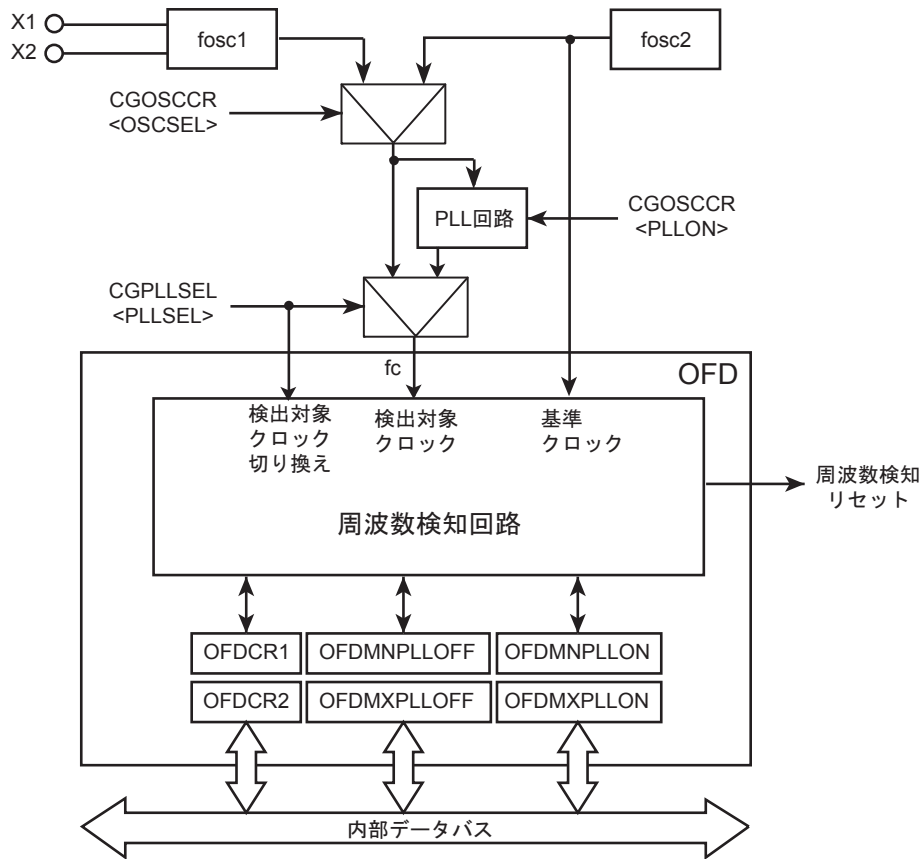 X1
X2
fosc1
fosc2
CGOSCCR
<OSCSEL>
PLL回路
CGOSCCR
<PLLON>
CGPLLSEL
<PLLSEL>
fc
OFD
検出対象
クロック
切り換え
検出対象
クロック
基準
クロック
周波数検知
リセット
周波数検知回路
OFDCR1
OFDMNPLLOFF
OFDMNPLLON
OFDCR2
OFDMXPLLOFF
OFDMXPLLON
内部データバス